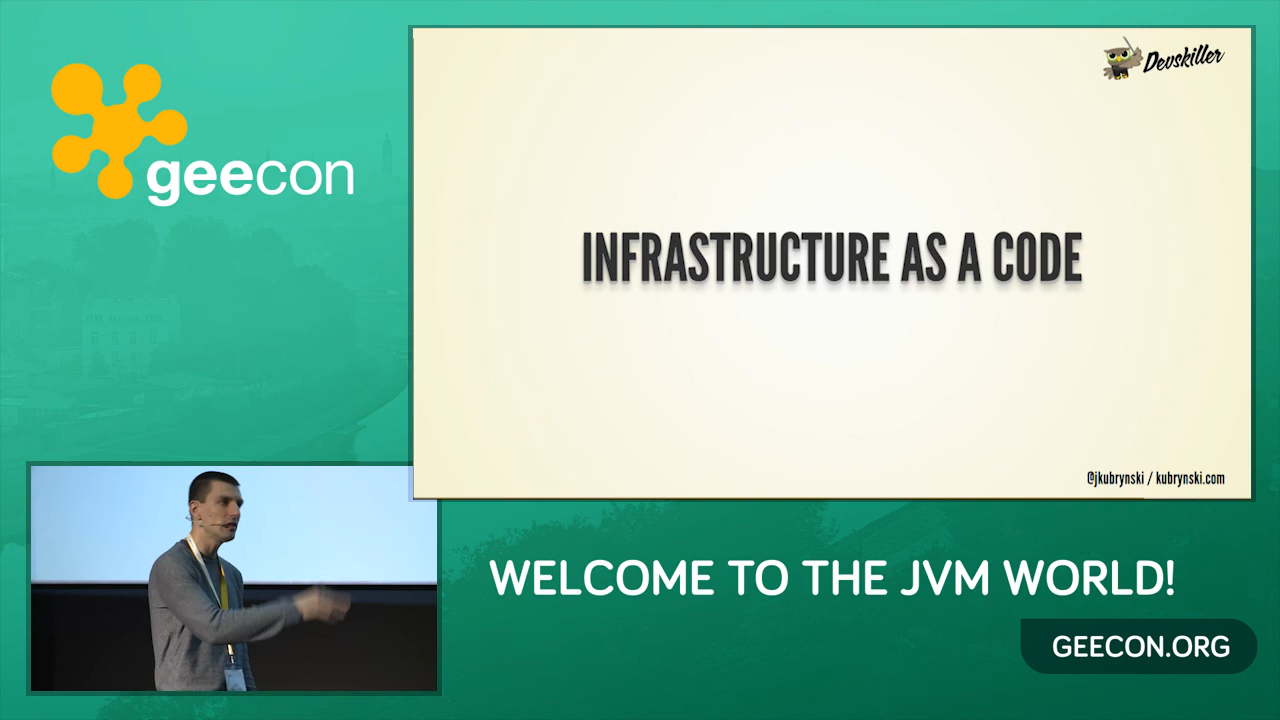 geecon
Devskiller
INFRASTRUCTURE AS A CODE
@jkubrynski / kubrynski.com
WELCOME TO THE JVM WORLD!
GEECON.ORG